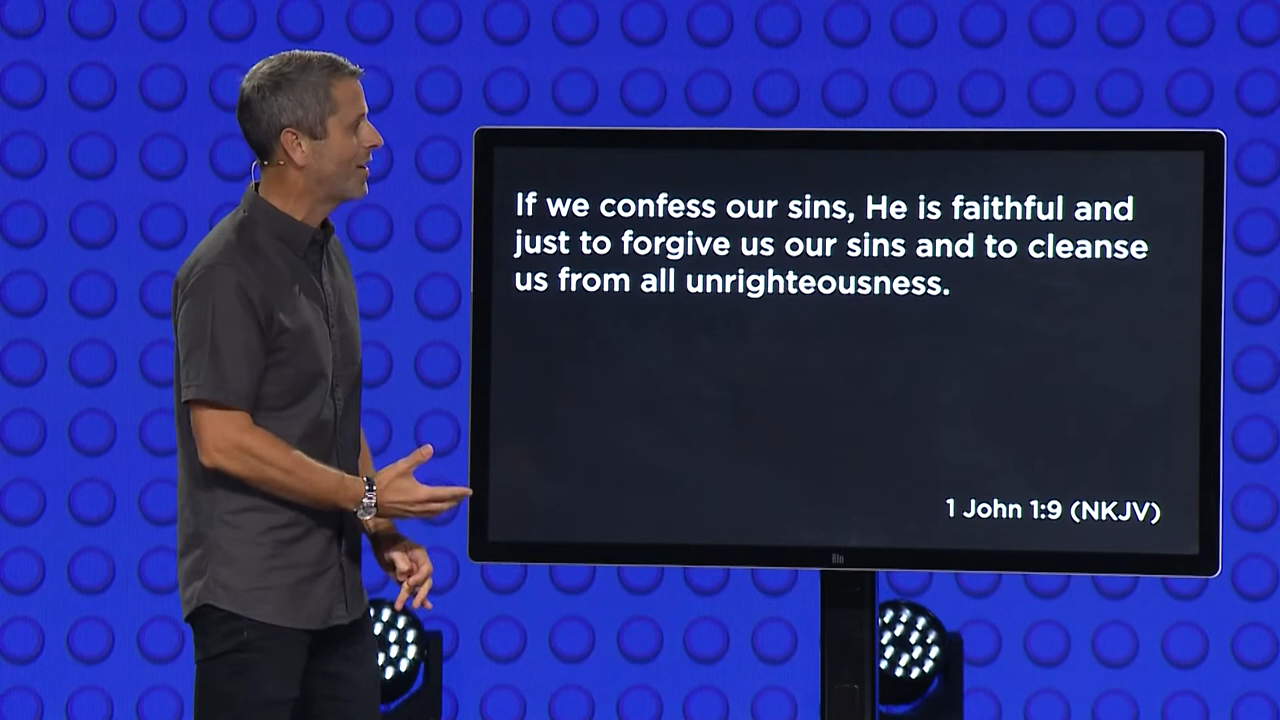 If we confess our sins, He is faithful and
just to forgive us our sins and to cleanse
us from all unrighteousness.
1 John 1:9 (NKJV)
elo